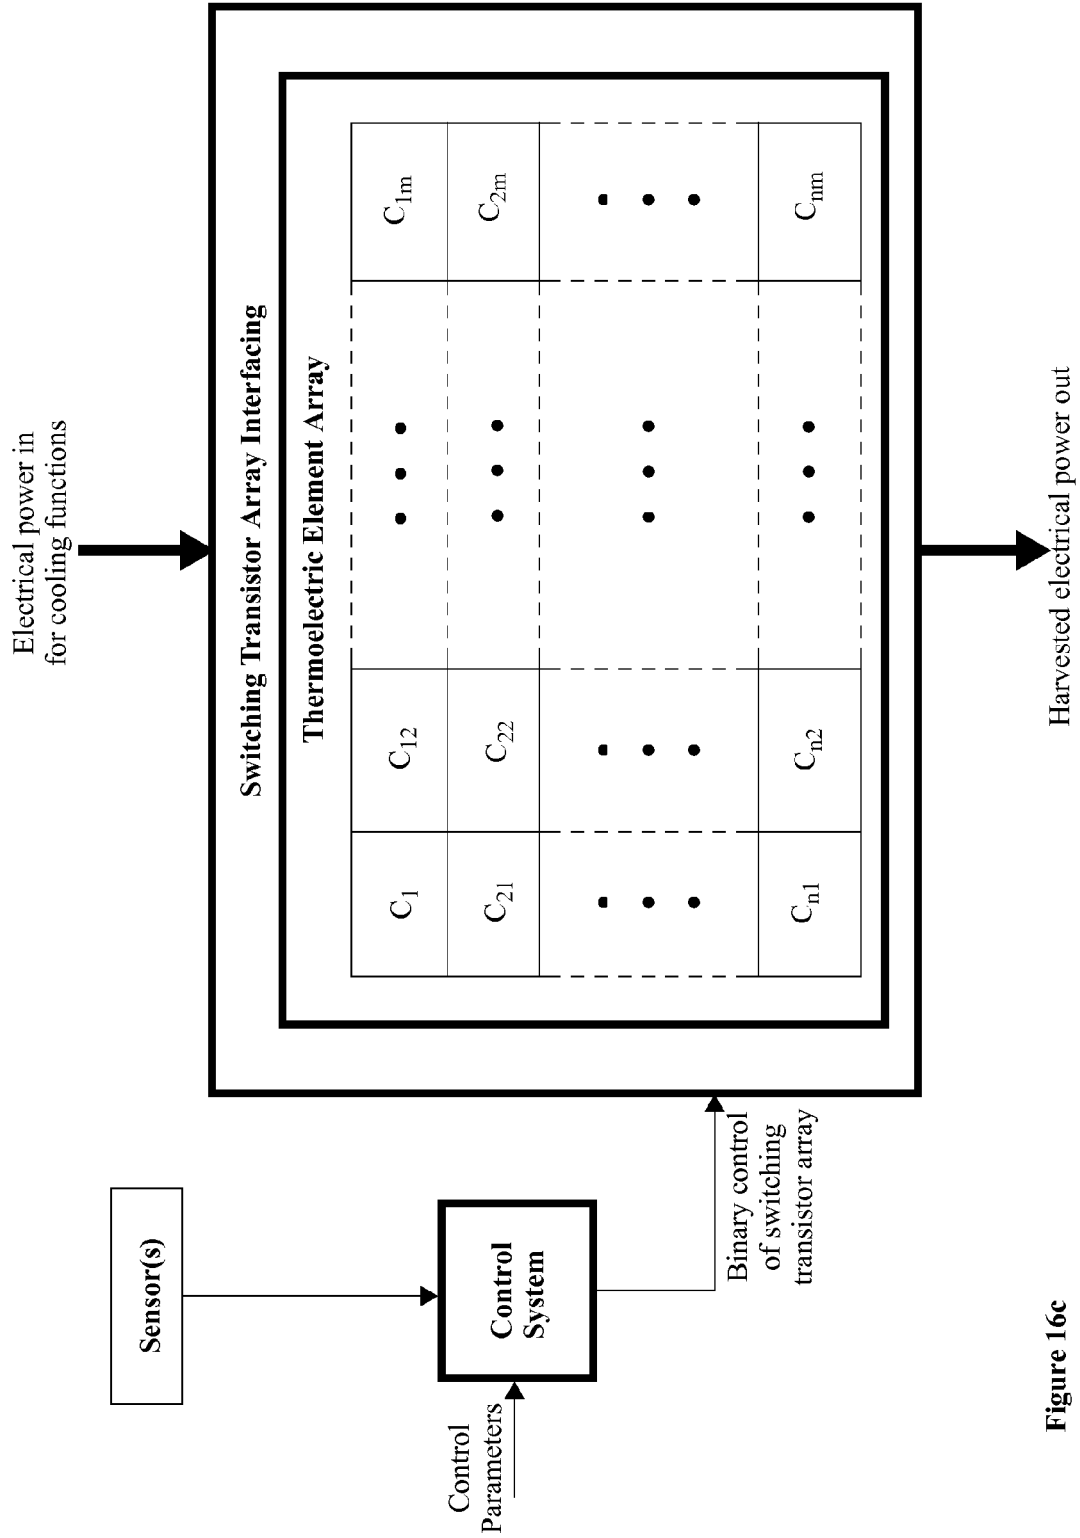 Electrical power in
for cooling functions
Switching Transistor Array Interfacing
Thermoelectric Element Array
C1 C12 C1m
C21 C22 C2m
Cn1 Cn2 Cnm
Sensor(s)
Control
System
Control
Parameters
Binary control
of switching
transistor array
Harvested electrical power out
Figure 16c